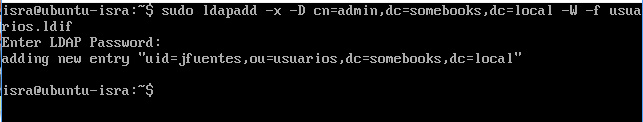 isra@ubuntu-isra:~$ sudo ldapadd -x -D cn=admin,dc=somebooks,dc=local -W -f usua
rios.ldif
Enter LDAP Password:
adding new entry "uid=jfuentes,ou=usuarios,dc=somebooks,dc=local"
isra@ubuntu-isra:~$